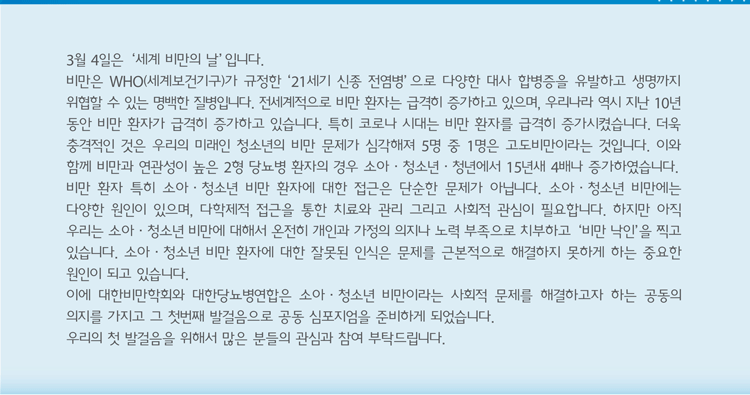 3월 4일은 ‘세계 비만의 날’입니다.
비만은 WHO(세계보건기구)가 규정한 ‘21세기 신종 전염병’으로 다양한 대사 합병증을 유발하고 생명까지
위협할 수 있는 명백한 질병입니다. 전세계적으로 비만 환자는 급격히 증가하고 있으며, 우리나라 역시 지난 10년
동안 비만 환자가 급격히 증가하고 있습니다. 특히 코로나 시대는 비만 환자를 급격히 증가시켰습니다. 더욱
충격적인 것은 우리의 미래인 청소년의 비만 문제가 심각해져 5명 중 1명은 고도비만이라는 것입니다. 이와
함께 비만과 연관성이 높은 2형 당뇨병 환자의 경우 소아·청소년·청년에서 15년새 4배나 증가하였습니다.
비만 환자 특히 소아·청소년 비만 환자에 대한 접근은 단순한 문제가 아닙니다. 소아·청소년 비만에는
다양한 원인이 있으며, 다학제적 접근을 통한 치료와 관리 그리고 사회적 관심이 필요합니다. 하지만 아직
우리는 소아·청소년 비만에 대해서 온전히 개인과 가정의 의지나 노력 부족으로 치부하고 ‘비만 낙인’을 찍고
있습니다. 소아·청소년 비만 환자에 대한 잘못된 인식은 문제를 근본적으로 해결하지 못하게 하는 중요한
원인이 되고 있습니다.
이에 대한비만학회와 대한당뇨병연합은 소아·청소년 비만이라는 사회적 문제를 해결하고자 하는 공동의
의지를 가지고 그 첫번째 발걸음으로 공동 심포지엄을 준비하게 되었습니다.
우리의 첫 발걸음을 위해서 많은 분들의 관심과 참여 부탁드립니다.